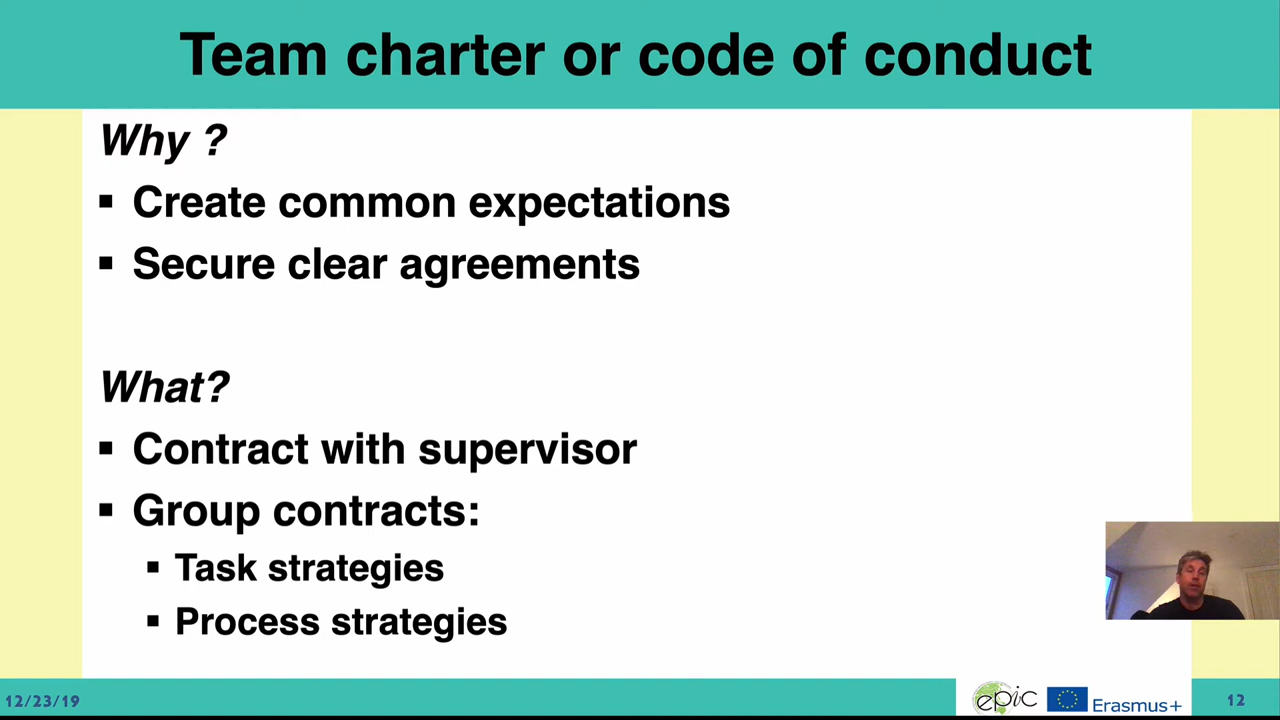 Team charter or code of conduct
Why ?
▪ Create common expectations
▪ Secure clear agreements
What?
▪ Contract with supervisor
▪ Group contracts:
▪ Task strategies
▪ Process strategies
12/23/19
epic
Erasmus+
12